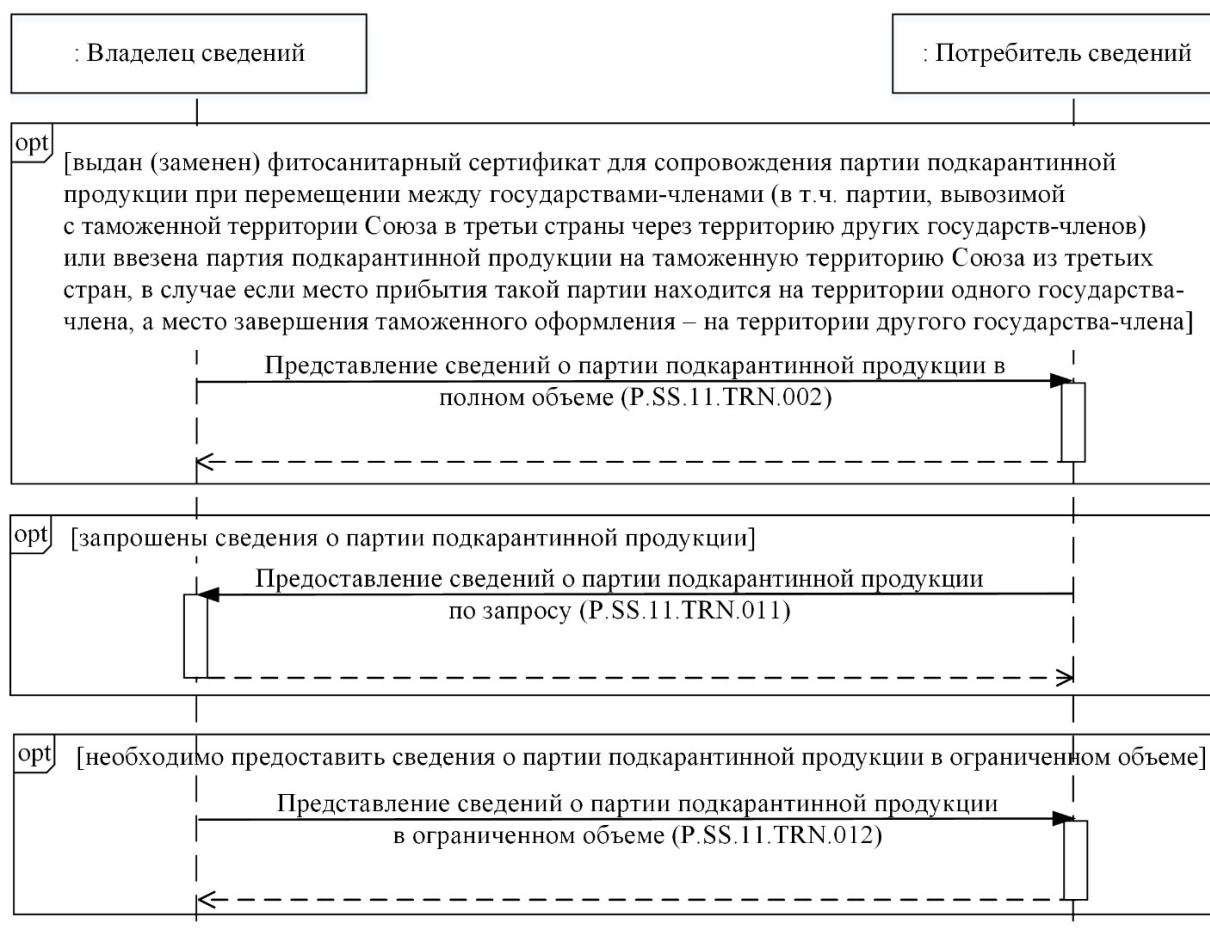 : Владелец сведений
: Потребитель сведений
opt
[выдан (заменен) фитосанитарный сертификат для сопровождения партии подкарантинной
продукции при перемещении между государствами-членами (в т.ч. партии, вывозимой
с таможенной территории Союза в третьи страны через территорию других государств-членов)
или ввезена партия подкарантинной продукции на таможенную территорию Союза из третьих
стран, в случае если место прибытия такой партии находится на территории одного государства-
члена, а место завершения таможенного оформления – на территории другого государства-члена]
Представление сведений о партии подкарантинной продукции в
полном объеме (P.SS.11.TRN.002)
opt
[запрошены сведения о партии подкарантинной продукции]
Предоставление сведений о партии подкарантинной продукции
по запросу (P.SS.11.TRN.011)
opt
[необходимо предоставить сведения о партии подкарантинной продукции в ограниченном объеме]
Представление сведений о партии подкарантинной продукции
в ограниченном объеме (P.SS.11.TRN.012)